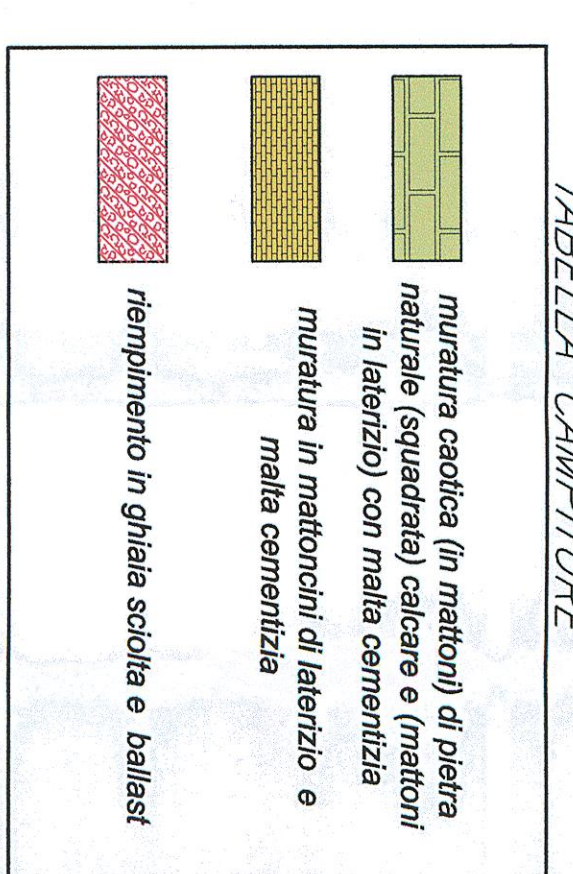 TABELLA CAMPITURE
muratura caotica (in mattoni) di pietra
naturale (squadrata) calcare e (mattoni
in laterizio) con malta cementizia
muratura in mattoncini di laterizio e
malta cementizia
riempimento in ghiaia sciolta e ballast